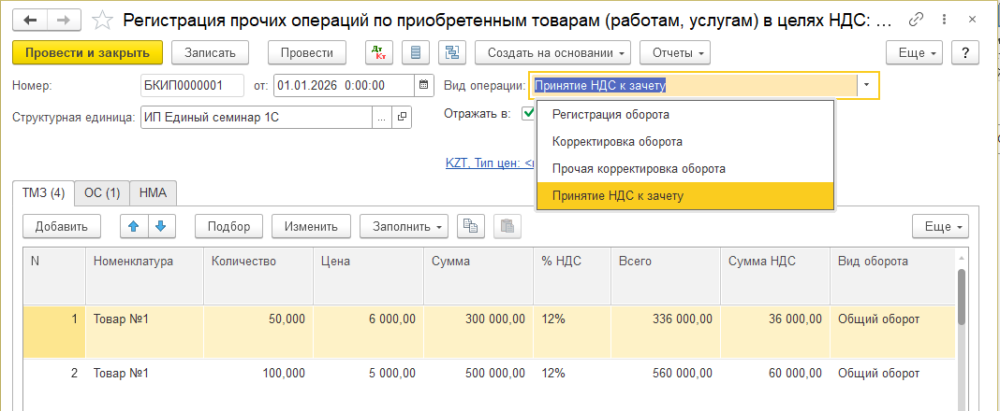 Регистрация прочих операций по приобретенным товарам (работам, услугам) в целях НДС: ...
Провести и закрыть Записать Провести Дт Кт Создать на основании Отчеты Еще ?
Номер: БКИП0000001 от: 01.01.2026 0:00:00 Вид операции: Принятие НДС к зачету
Структурная единица: ИП Единый семинар 1С ... Отражать в:
Регистрация оборота
Корректировка оборота
Прочая корректировка оборота
Принятие НДС к зачету
KZT, Тип цен: <
ТМЗ (4) ОС (1) НМА
Добавить Подбор Изменить Заполнить Еще
N Номенклатура Количество Цена Сумма % НДС Всего Сумма НДС Вид оборота
1 Товар №1 50,000 6 000,00 300 000,00 12% 336 000,00 36 000,00 Общий оборот
2 Товар №1 100,000 5 000,00 500 000,00 12% 560 000,00 60 000,00 Общий оборот